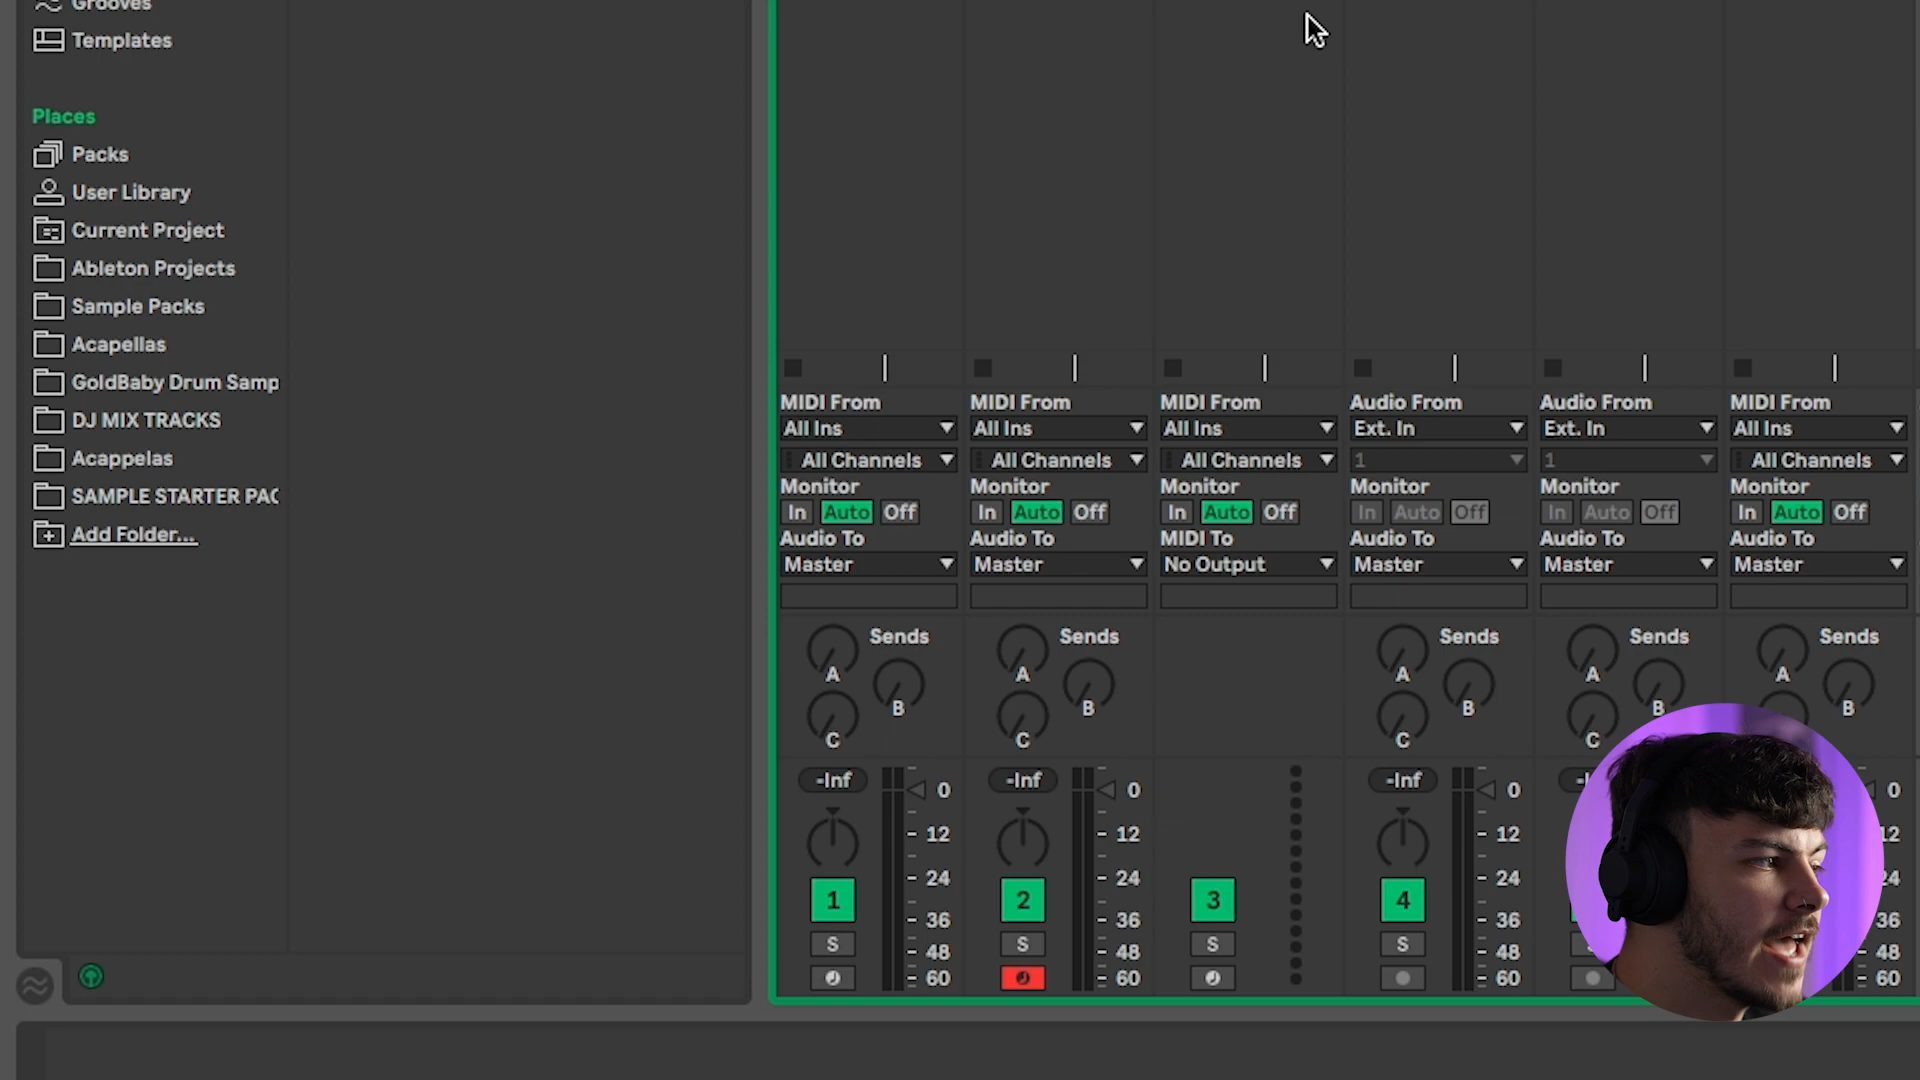 Grooves
Templates
Places
Packs
User Library
Current Project
Ableton Projects
Sample Packs
Acapellas
GoldBaby Drum Samp
DJ MIX TRACKS
Acappelas
SAMPLE STARTER PAC
Add Folder...
MIDI From MIDI From MIDI From Audio From Audio From MIDI From
All Ins All Ins All Ins Ext. In Ext. In All Ins
All Channels All Channels All Channels 1 1 All Channels
Monitor Monitor Monitor Monitor Monitor Monitor
In Auto Off In Auto Off In Auto Off In Auto Off In Auto Off In Auto Off
Audio To Audio To MIDI To Audio To Audio To Audio To
Master Master No Output Master Master Master
Sends Sends Sends Sends Sends
A A A A A
B B B B B
C C C C
-Inf 0 -Inf 0 -Inf 0 0
12 12 12 12
24 24 24 24
1 2 3 4
36 36 36 36
S S S S
48 48 48 48
60 60 60 60